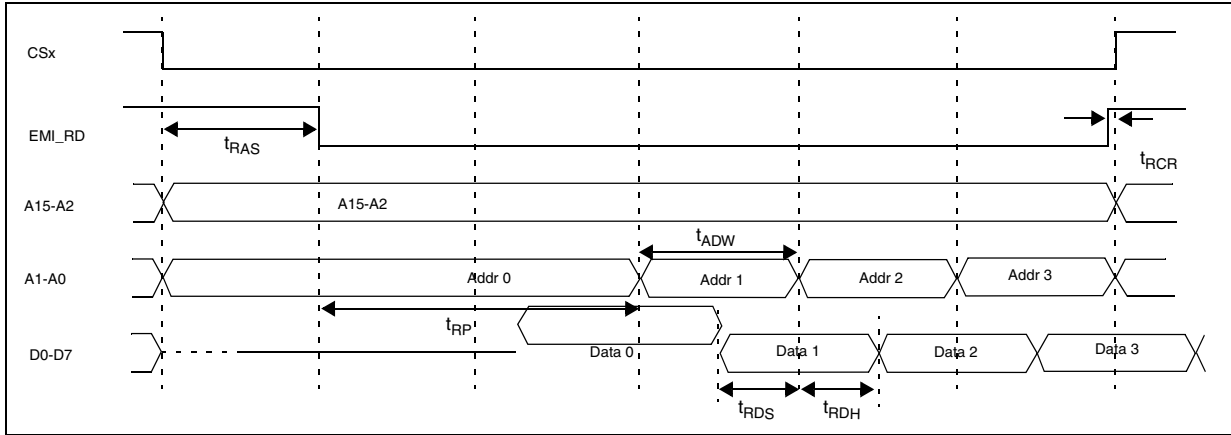 CSx
EMI_RD
tRAS
tRCR
A15-A2
A15-A2
tADW
A1-A0
Addr 0
Addr 1
Addr 2
Addr 3
tRP
D0-D7
Data 0
Data 1
Data 2
Data 3
tRDS
tRDH